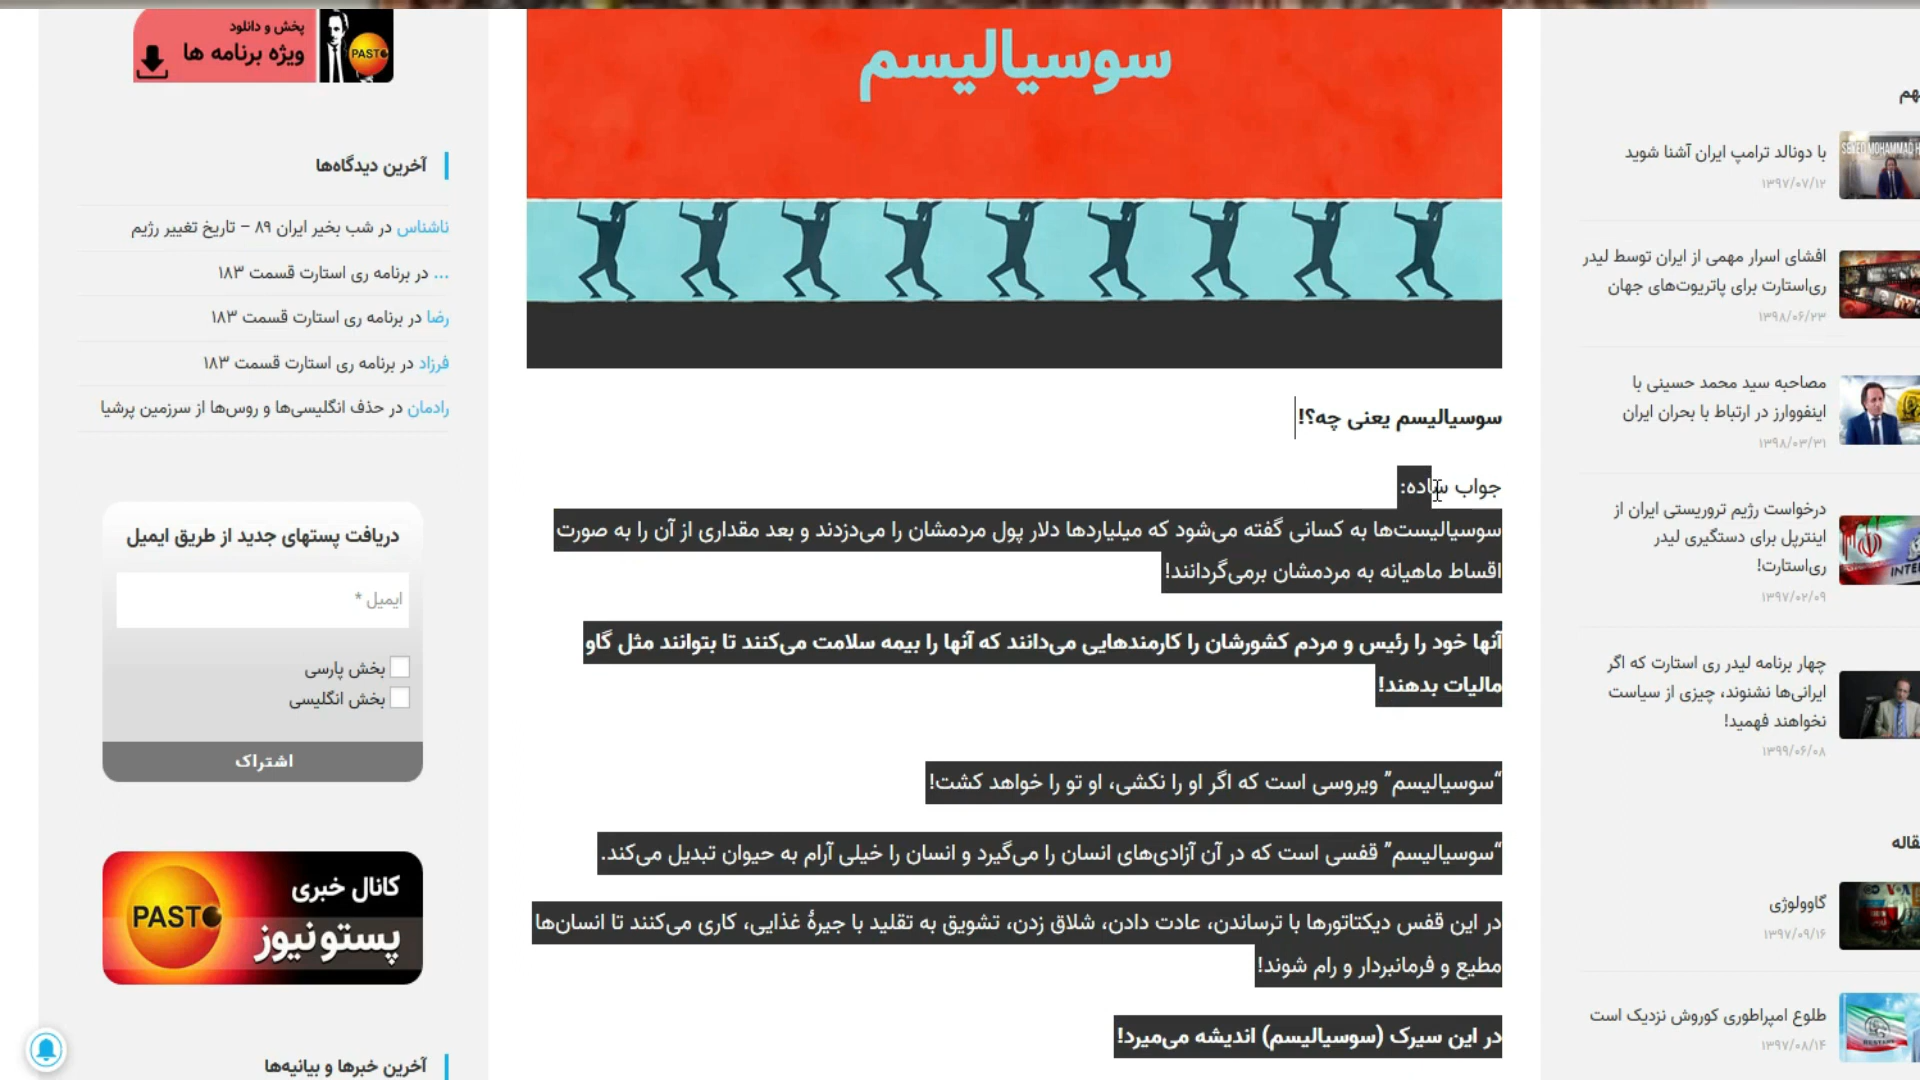 سوسیالیسم
سوسیالیسم یعنی چه؟!
جواب ساده:
سوسیالیست‌ها به کسانی گفته می‌شود که میلیاردها دلار پول مردمشان را می‌دزدند و بعد مقداری از آن را به صورت
اقساط ماهیانه به مردمشان برمی‌گردانند!
آنها خود را رئیس و مردم کشورشان را کارمندهایی می‌دانند که آنها را بیمه سلامت می‌کنند تا بتوانند مثل گاو
مالیات بدهند!
“سوسیالیسم” ویروسی است که اگر او را نکشی، او تو را خواهد کشت!
“سوسیالیسم” قفسی است که در آن آزادی‌های انسان را می‌گیرد و انسان را خیلی آرام به حیوان تبدیل می‌کند.
در این قفس دیکتاتورها با ترساندن، عادت دادن، شلاق زدن، تشویق به تقلید با جیرهٔ غذایی، کاری می‌کنند تا انسان‌ها
مطیع و فرمانبردار و رام شوند!
در این سیرک (سوسیالیسم) اندیشه می‌میرد!
با دونالد ترامپ ایران آشنا شوید
۱۳۹۷/۰۷/۱۲
افشای اسرار مهمی از ایران توسط لیدر
ری‌استارت برای پاتریوت‌های جهان
۱۳۹۸/۰۶/۲۳
مصاحبه سید محمد حسینی با
اینفووارز در ارتباط با بحران ایران
۱۳۹۸/۰۳/۳۱
درخواست رژیم تروریستی ایران از
اینترپل برای دستگیری لیدر
ری‌استارت!
۱۳۹۷/۰۲/۰۹
چهار برنامه لیدر ری استارت که اگر
ایرانی‌ها نشنوند، چیزی از سیاست
نخواهند فهمید!
۱۳۹۹/۰۶/۰۸
گاوولوژی
۱۳۹۷/۰۹/۱۶
طلوع امپراطوری کوروش نزدیک است
۱۳۹۷/۰۸/۱۴
پخش و دانلود
ویژه برنامه ها
PASTO
آخرین دیدگاه‌ها
ناشناس در شب بخیر ایران ۸۹ – تاریخ تغییر رژیم
... در برنامه ری استارت قسمت ۱۸۳
رضا در برنامه ری استارت قسمت ۱۸۳
فرزاد در برنامه ری استارت قسمت ۱۸۳
رادمان در حذف انگلیسی‌ها و روس‌ها از سرزمین پرشیا
دریافت پستهای جدید از طریق ایمیل
ایمیل *
بخش پارسی
بخش انگلیسی
اشتراک
کانال خبری
پستو نیوز
PASTO
آخرین خبرها و بیانیه‌ها